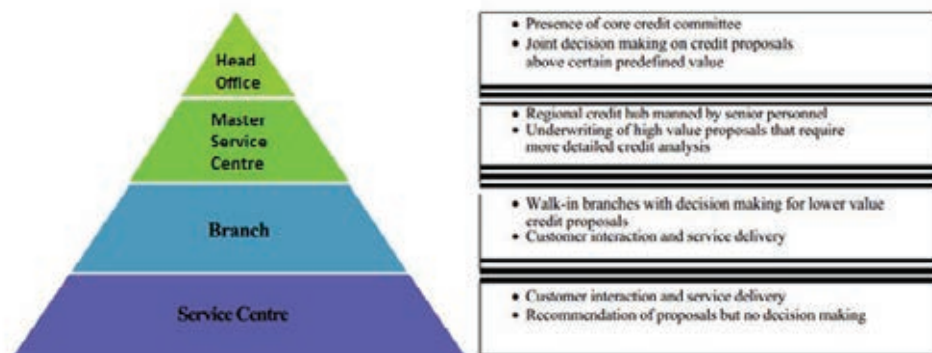 Head
Office
• Presence of core credit committee
• Joint decision making on credit proposals
above certain predefined value
Master
Service
Centre
• Regional credit hub manned by senior personnel
• Underwriting of high value proposals that require
more detailed credit analysis
Branch
• Walk-in branches with decision making for lower value
credit proposals
• Customer interaction and service delivery
Service Centre
• Customer interaction and service delivery
• Recommendation of proposals but no decision making